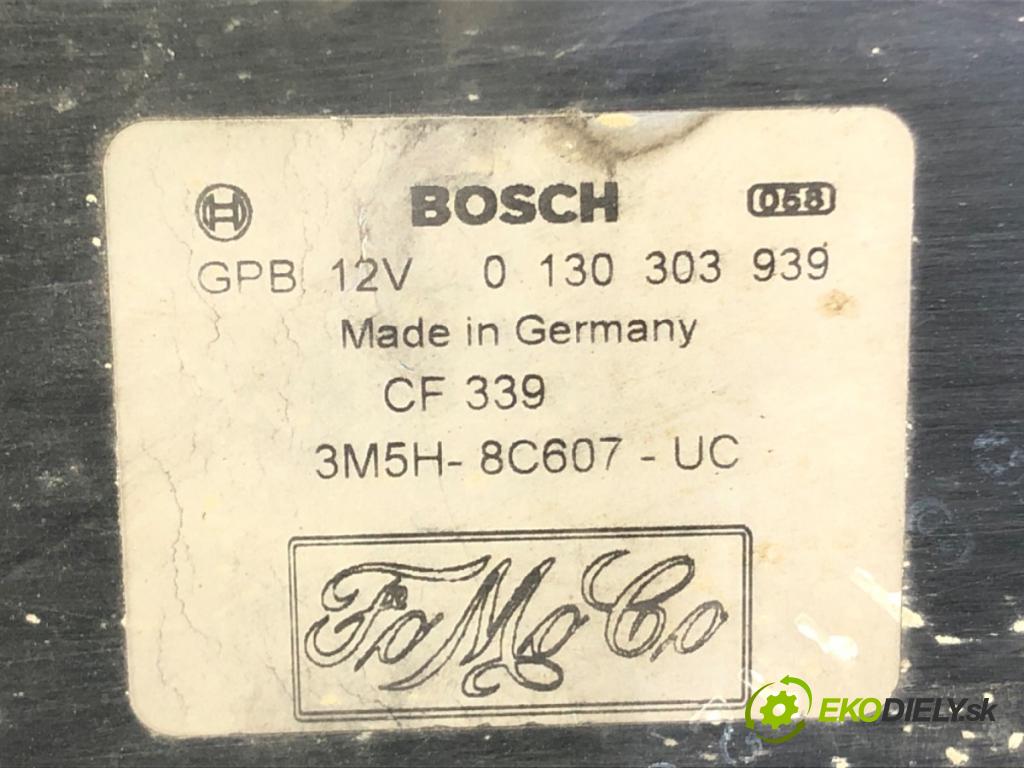 BOSCH 058
GPB 12V 0 130 303 939
Made in Germany
CF 339
3M5H- 8C607 - UC
FoMoCo
EKODIELY.sk